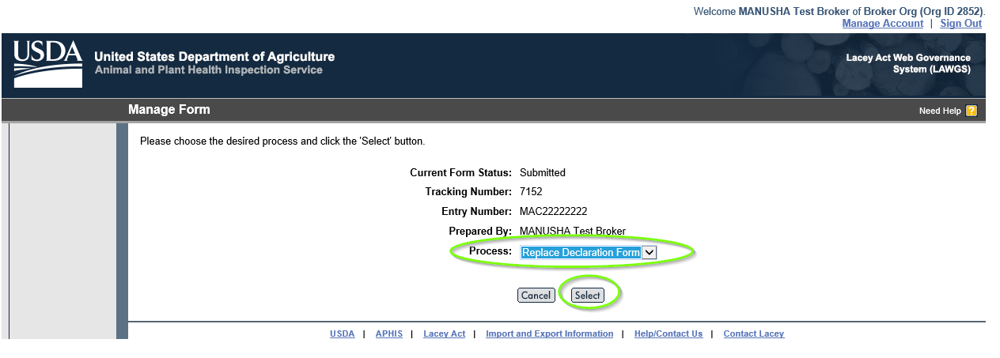 Welcome MANUSHA Test Broker of Broker Org (Org ID 2852).
Manage Account | Sign Out
USDA
United States Department of Agriculture
Animal and Plant Health Inspection Service
Lacey Act Web Governance
System (LAWGS)
Manage Form
Need Help ?
Please choose the desired process and click the 'Select' button.
Current Form Status: Submitted
Tracking Number: 7152
Entry Number: MAC22222222
Prepared By: MANUSHA Test Broker
Process: Replace Declaration Form
Cancel Select
USDA | APHIS | Lacey Act | Import and Export Information | Help/Contact Us | Contact Lacey